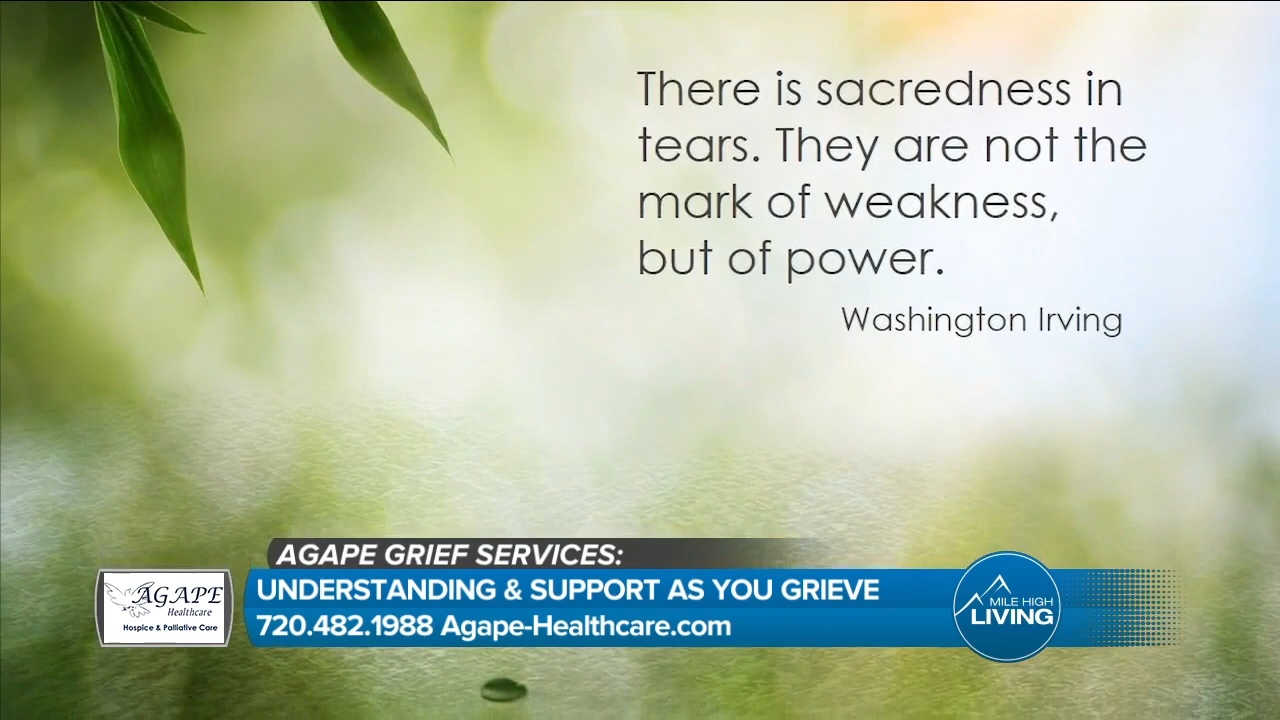 There is sacredness in
tears. They are not the
mark of weakness,
but of power.
Washington Irving
AGAPE GRIEF SERVICES:
UNDERSTANDING & SUPPORT AS YOU GRIEVE
720.482.1988 Agape-Healthcare.com
AGAPE
Healthcare
Hospice & Palliative Care
MILE HIGH
LIVING